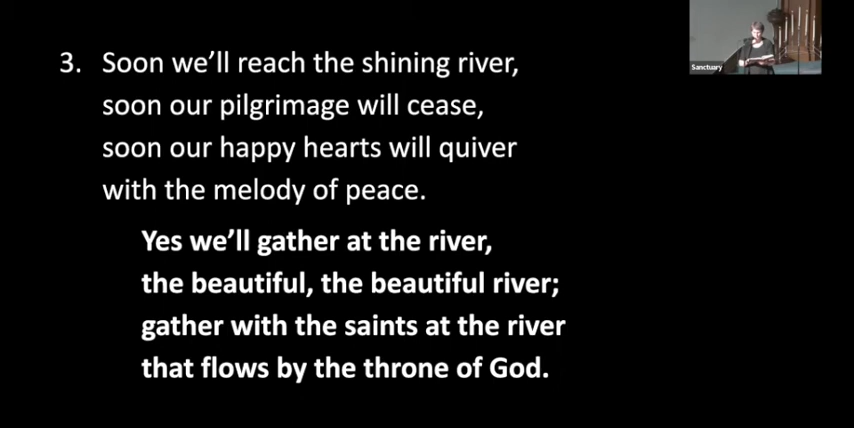 3. Soon we’ll reach the shining river,
soon our pilgrimage will cease,
soon our happy hearts will quiver
with the melody of peace.
Yes we’ll gather at the river,
the beautiful, the beautiful river;
gather with the saints at the river
that flows by the throne of God.
Sanctuary